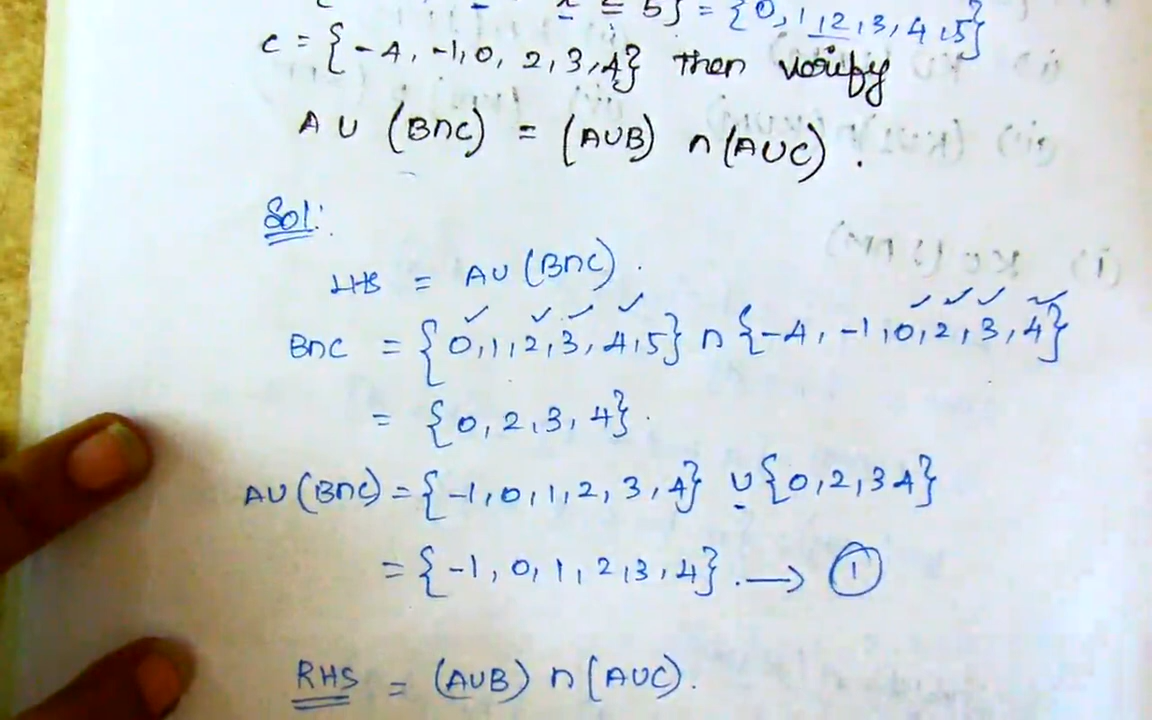 x ≤ 5} = {0, 1, 2, 3, 4, 5}
C = {-4, -1, 0, 2, 3, 4} then verify
A ∪ (B∩C) = (A∪B) ∩ (A∪C).
Sol:
LHS = A∪(B∩C).
B∩C = {0, 1, 2, 3, 4, 5} ∩ {-4, -1, 0, 2, 3, 4}
= {0, 2, 3, 4}.
A∪(B∩C) = {-1, 0, 1, 2, 3, 4} ∪ {0, 2, 3 4}
= {-1, 0, 1, 2, 3, 4}. → ①
RHS = (A∪B) ∩ (A∪C).